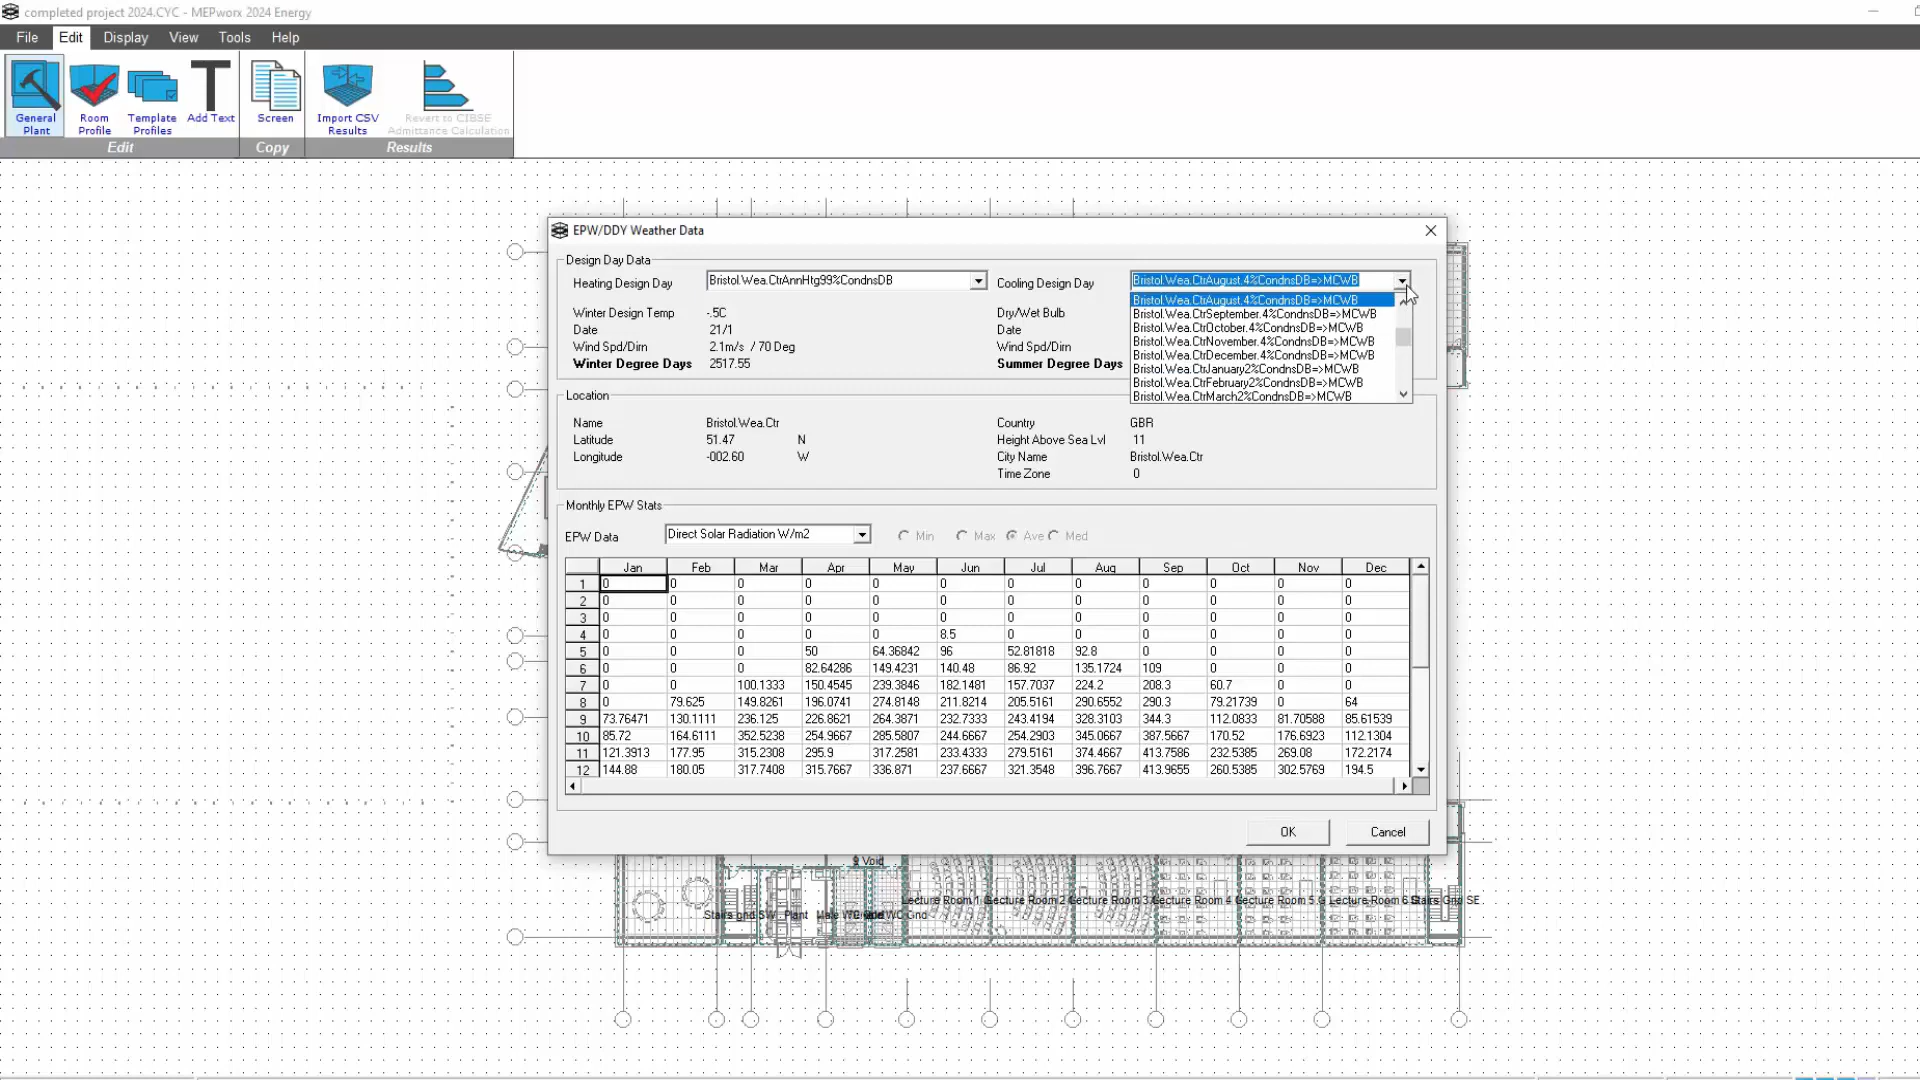 completed project 2024.CYC - MEPworx 2024 Energy
File Edit Display View Tools Help
General Plant
Room Profile
Template Profiles
Add Text
Screen
Import CSV Results
Revert to CIBSE Admittance Calculation
Edit Copy Results
EPW/DDY Weather Data
Design Day Data
Heating Design Day Bristol.Wea.CtrAnnHtg99%CondnsDB Cooling Design Day Bristol.Wea.CtrAugust.4%CondnsDB=>MCWB
Bristol.Wea.CtrAugust.4%CondnsDB=>MCWB
Bristol.Wea.CtrSeptember.4%CondnsDB=>MCWB
Bristol.Wea.CtrOctober.4%CondnsDB=>MCWB
Bristol.Wea.CtrNovember.4%CondnsDB=>MCWB
Bristol.Wea.CtrDecember.4%CondnsDB=>MCWB
Bristol.Wea.CtrJanuary2%CondnsDB=>MCWB
Bristol.Wea.CtrFebruary2%CondnsDB=>MCWB
Bristol.Wea.CtrMarch2%CondnsDB=>MCWB
Winter Design Temp -.5C Dry/Wet Bulb
Date 21/1 Date
Wind Spd/Dirn 2.1m/s / 70 Deg Wind Spd/Dirn
Winter Degree Days 2517.55 Summer Degree Days
Location
Name Bristol.Wea.Ctr Country GBR
Latitude 51.47 N Height Above Sea Lvl 11
Longitude -002.60 W City Name Bristol.Wea.Ctr
Time Zone 0
Monthly EPW Stats
EPW Data Direct Solar Radiation W/m2 Min Max Ave Med
Jan Feb Mar Apr May Jun Jul Aug Sep Oct Nov Dec
1 0 0 0 0 0 0 0 0 0 0 0 0
2 0 0 0 0 0 0 0 0 0 0 0 0
3 0 0 0 0 0 0 0 0 0 0 0 0
4 0 0 0 0 0 8.5 0 0 0 0 0 0
5 0 0 0 50 64.36842 96 52.81818 92.8 0 0 0 0
6 0 0 0 82.64286 149.4231 140.48 86.92 135.1724 109 0 0 0
7 0 0 100.1333 150.4545 239.3846 182.1481 157.7037 224.2 208.3 60.7 0 0
8 0 79.625 149.8261 196.0741 274.8148 211.8214 205.5161 290.6552 290.3 79.21739 0 64
9 73.76471 130.1111 236.125 226.8621 264.3871 232.7333 243.4194 328.3103 344.3 112.0833 81.70588 85.61539
10 85.72 164.6111 352.5238 254.9667 285.5807 244.6667 254.2903 345.0667 387.5667 170.52 176.6923 112.1304
11 121.3913 177.95 315.2308 295.9 317.2581 233.4333 279.5161 374.4667 413.7586 232.5385 269.08 172.2174
12 144.88 180.05 317.7408 315.7667 336.871 237.6667 321.3548 396.7667 413.9655 260.5385 302.5769 194.5
OK Cancel
9 Void
Lecture Room 1 Lecture Room 2 Lecture Room 3 Lecture Room 4 Lecture Room 5 Lecture Room 6 Stairs Gnd SE
Stairs gnd SW Plant